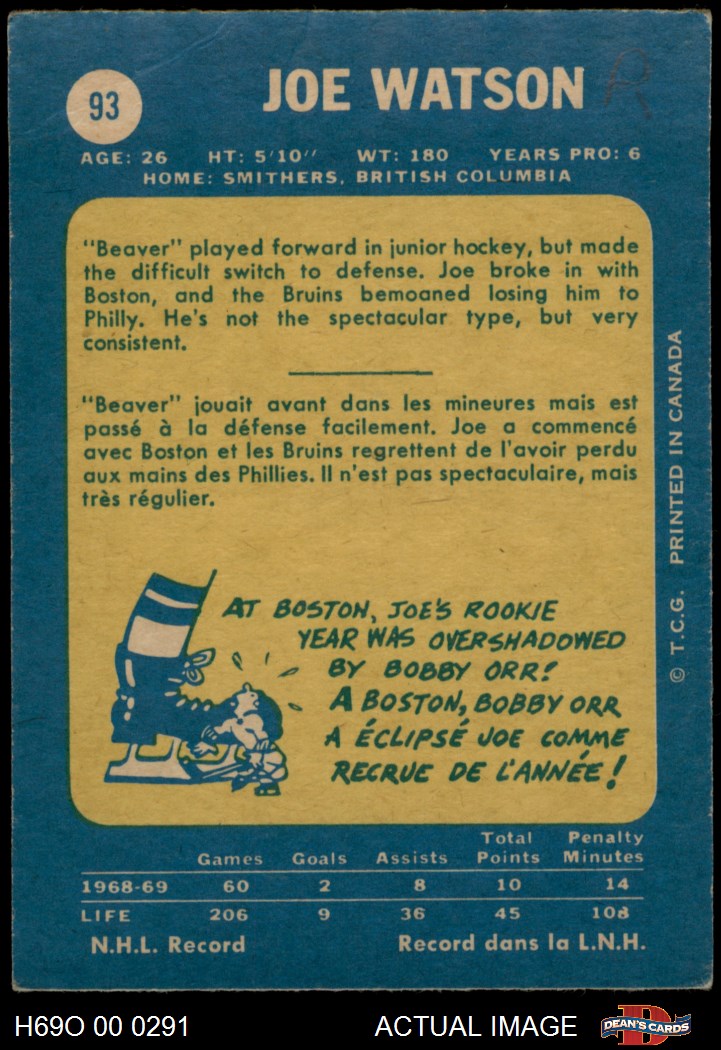 93
JOE WATSON R
AGE: 26 HT: 5'10" WT: 180 YEARS PRO: 6
HOME: SMITHERS, BRITISH COLUMBIA
"Beaver" played forward in junior hockey, but made
the difficult switch to defense. Joe broke in with
Boston, and the Bruins bemoaned losing him to
Philly. He's not the spectacular type, but very
consistent.
"Beaver" jouait avant dans les mineures mais est
passé à la défense facilement. Joe a commencé
avec Boston et les Bruins regrettent de l'avoir perdu
aux mains des Phillies. Il n'est pas spectaculaire, mais
très régulier.
AT BOSTON, JOE'S ROOKIE
YEAR WAS OVERSHADOWED
BY BOBBY ORR!
A BOSTON, BOBBY ORR
A ÉCLIPSÉ JOE COMME
RECRUE DE L'ANNÉE!
© T.C.G. PRINTED IN CANADA
Games Goals Assists Total Points Penalty Minutes
1968-69 60 2 8 10 14
LIFE 206 9 36 45 108
N.H.L. Record Record dans la L.N.H.
H69O 00 0291 ACTUAL IMAGE D DEAN'S CARDS